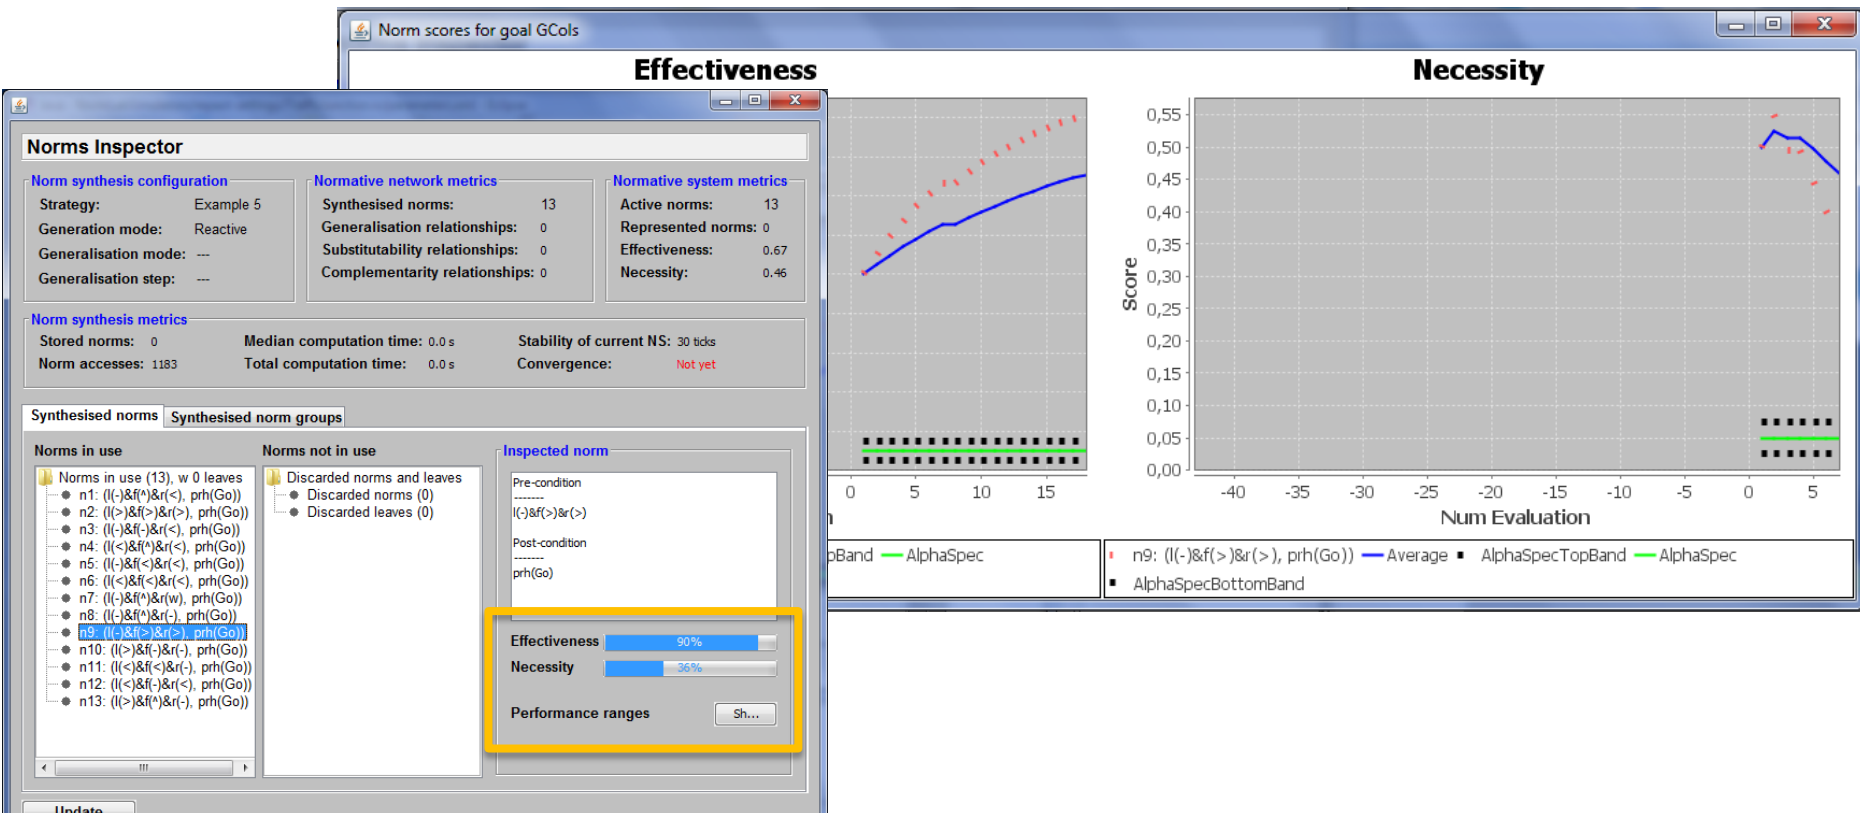 Norm scores for goal GCols
Effectiveness
Necessity
Norms Inspector
Norm synthesis configuration
Strategy: Example 5
Generation mode: Reactive
Generalisation mode: ---
Generalisation step: ---
Normative network metrics
Synthesised norms: 13
Generalisation relationships: 0
Substitutability relationships: 0
Complementarity relationships: 0
Normative system metrics
Active norms: 13
Represented norms: 0
Effectiveness: 0.67
Necessity: 0.46
Norm synthesis metrics
Stored norms: 0 Median computation time: 0.0 s Stability of current NS: 30 ticks
Norm accesses: 1183 Total computation time: 0.0 s Convergence: Not yet
Synthesised norms Synthesised norm groups
Norms in use
Norms in use (13), w 0 leaves
n1: (l(-)&f(^)&r(<), prh(Go))
n2: (l(>)&f(>)&r(>), prh(Go))
n3: (l(-)&f(-)&r(<), prh(Go))
n4: (l(<)&f(^)&r(<), prh(Go))
n5: (l(-)&f(<)&r(<), prh(Go))
n6: (l(<)&f(<)&r(<), prh(Go))
n7: (l(-)&f(^)&r(w), prh(Go))
n8: (l(-)&f(^)&r(-), prh(Go))
n9: (l(-)&f(>)&r(>), prh(Go))
n10: (l(>)&f(-)&r(-), prh(Go))
n11: (l(<)&f(<)&r(-), prh(Go))
n12: (l(<)&f(-)&r(<), prh(Go))
n13: (l(>)&f(^)&r(-), prh(Go))
Norms not in use
Discarded norms and leaves
Discarded norms (0)
Discarded leaves (0)
Inspected norm
Pre-condition
-------
l(-)&f(>)&r(>)
Post-condition
-------
prh(Go)
Effectiveness 90%
Necessity 36%
Performance ranges Sh...
Update
0 5 10 15
pBand AlphaSpec
Score
0,55
0,50
0,45
0,40
0,35
0,30
0,25
0,20
0,15
0,10
0,05
0,00
-40 -35 -30 -25 -20 -15 -10 -5 0 5
Num Evaluation
n9: (l(-)&f(>)&r(>), prh(Go)) Average AlphaSpecTopBand AlphaSpec
AlphaSpecBottomBand